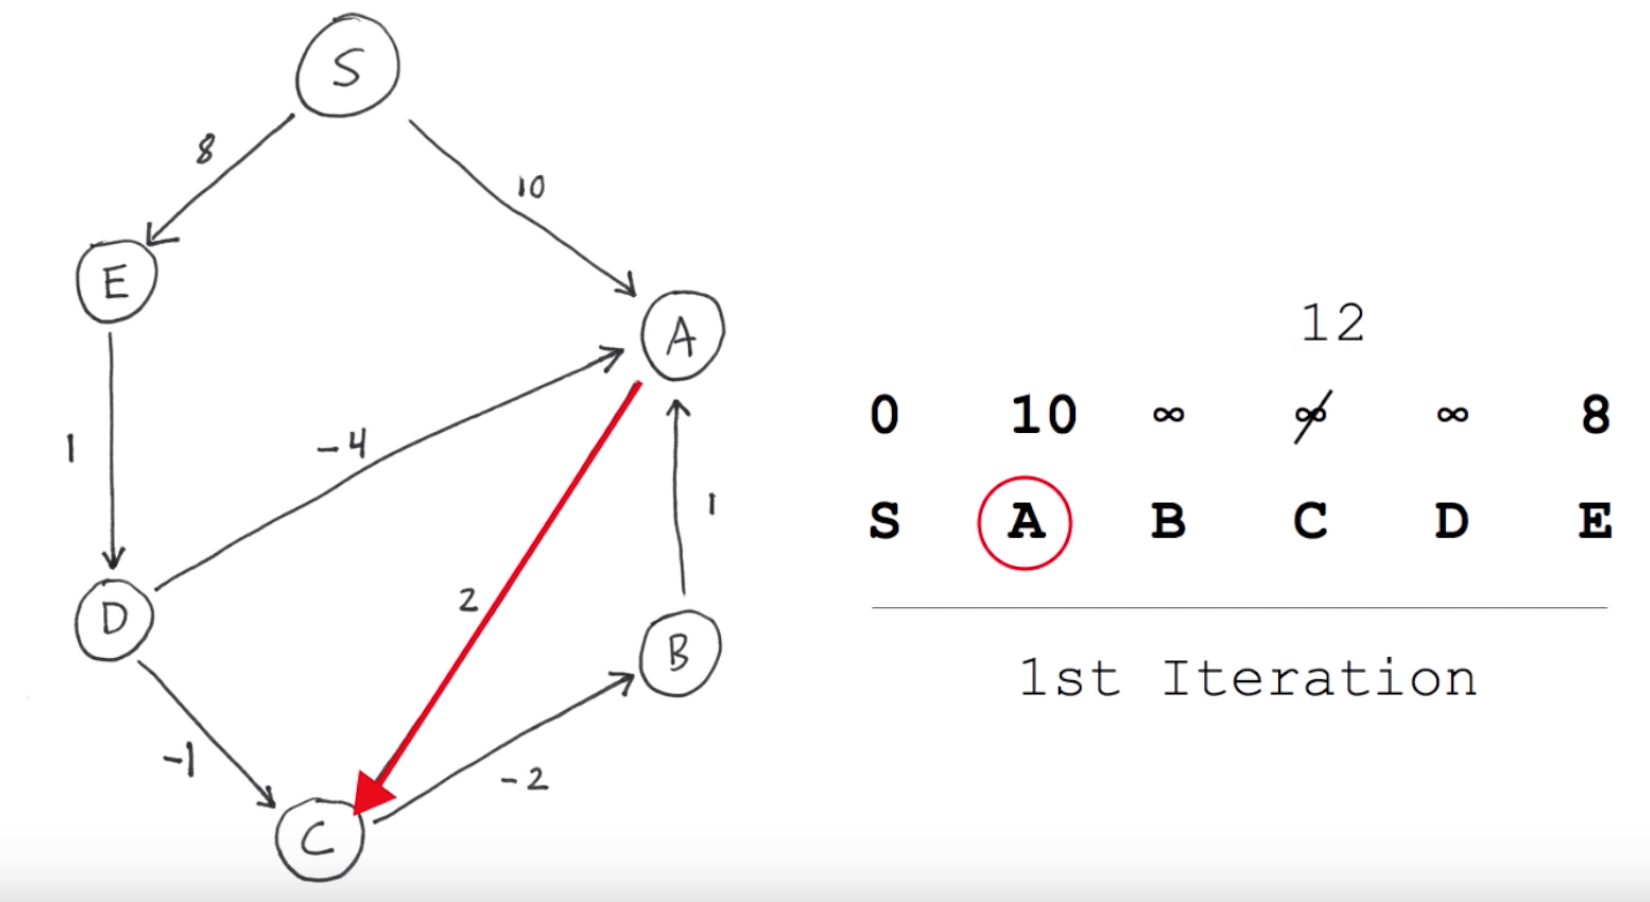 S
8
10
E
A
1
-4
1
2
D
B
-1
-2
C
12
0 10 ∞ ∞ ∞ 8
S A B C D E
1st Iteration